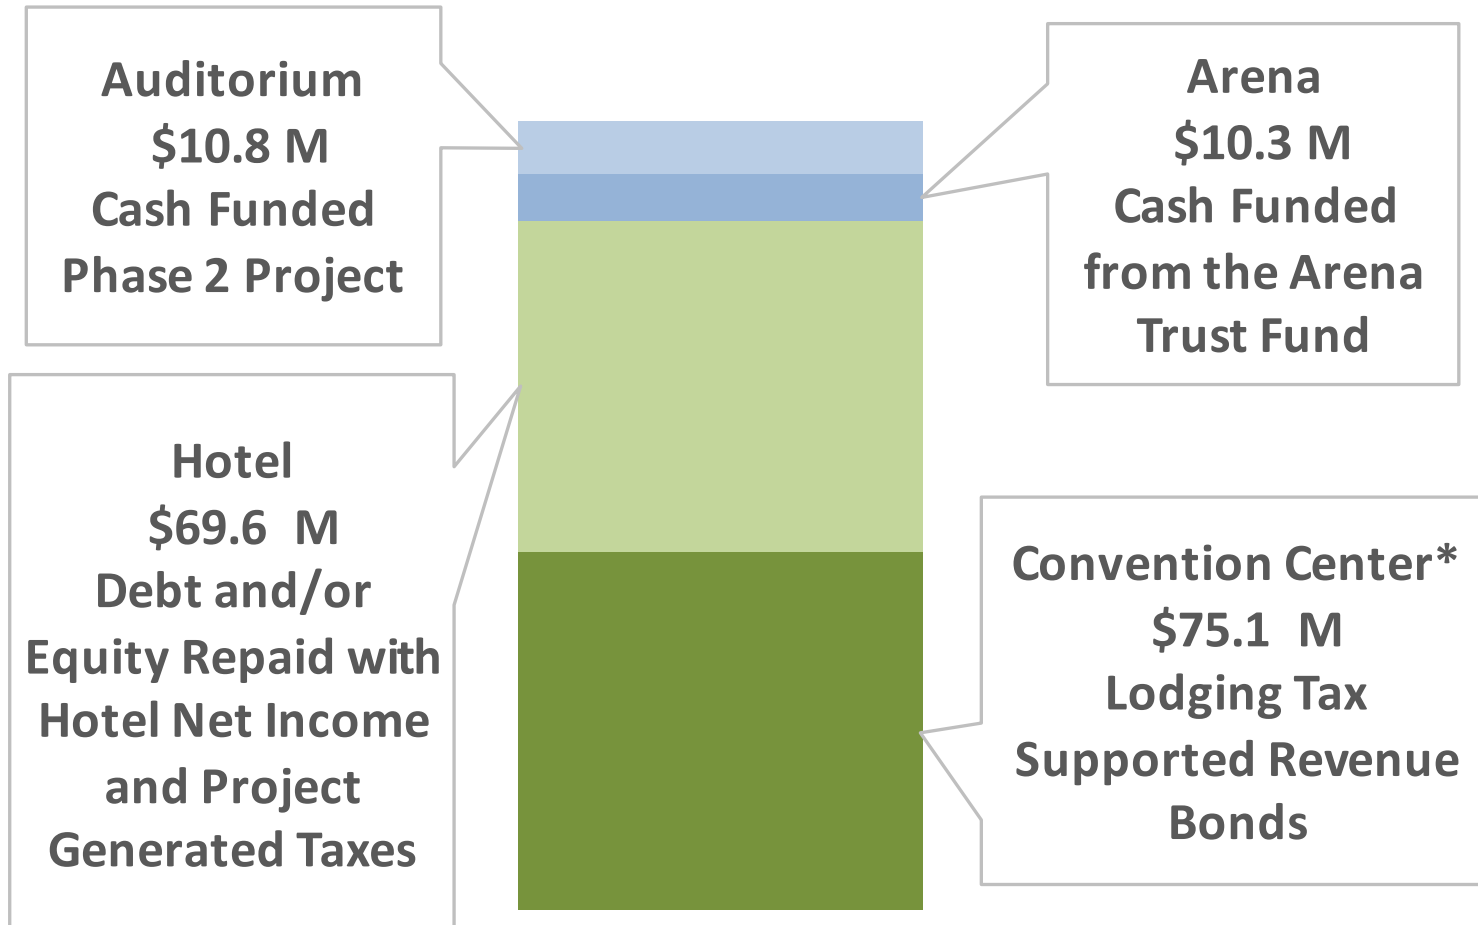 Auditorium
$10.8 M
Cash Funded
Phase 2 Project
Arena
$10.3 M
Cash Funded
from the Arena
Trust Fund
Hotel
$69.6 M
Debt and/or
Equity Repaid with
Hotel Net Income
and Project
Generated Taxes
Convention Center*
$75.1 M
Lodging Tax
Supported Revenue
Bonds